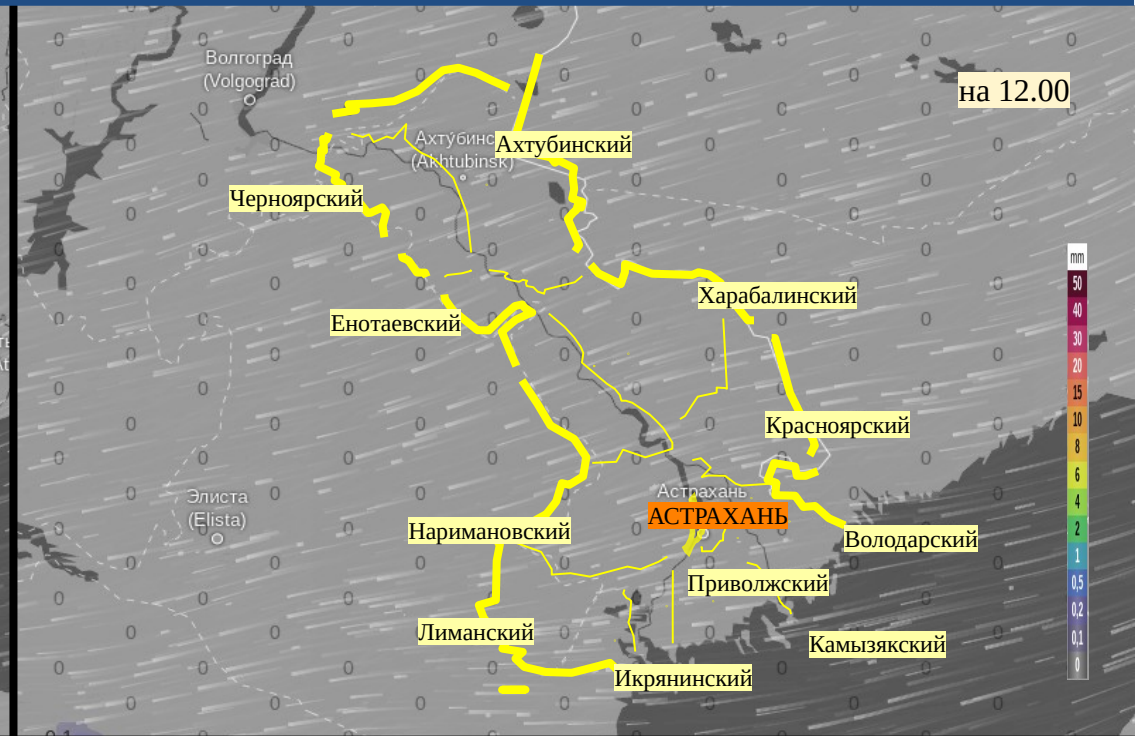 Волгоград
(Volgograd)
на 12.00
Ахтубинс
(Akhtubinsk)
Ахтубинский
Черноярский
mm
50
40
30
20
15
10
8
6
4
2
1
0,5
0,2
0,1
0
Харабалинский
Енотаевский
Красноярский
Элиста
(Elista)
Астрахань
АСТРАХАНЬ
Наримановский
Володарский
Приволжский
Лиманский
Камызякский
Икрянинский